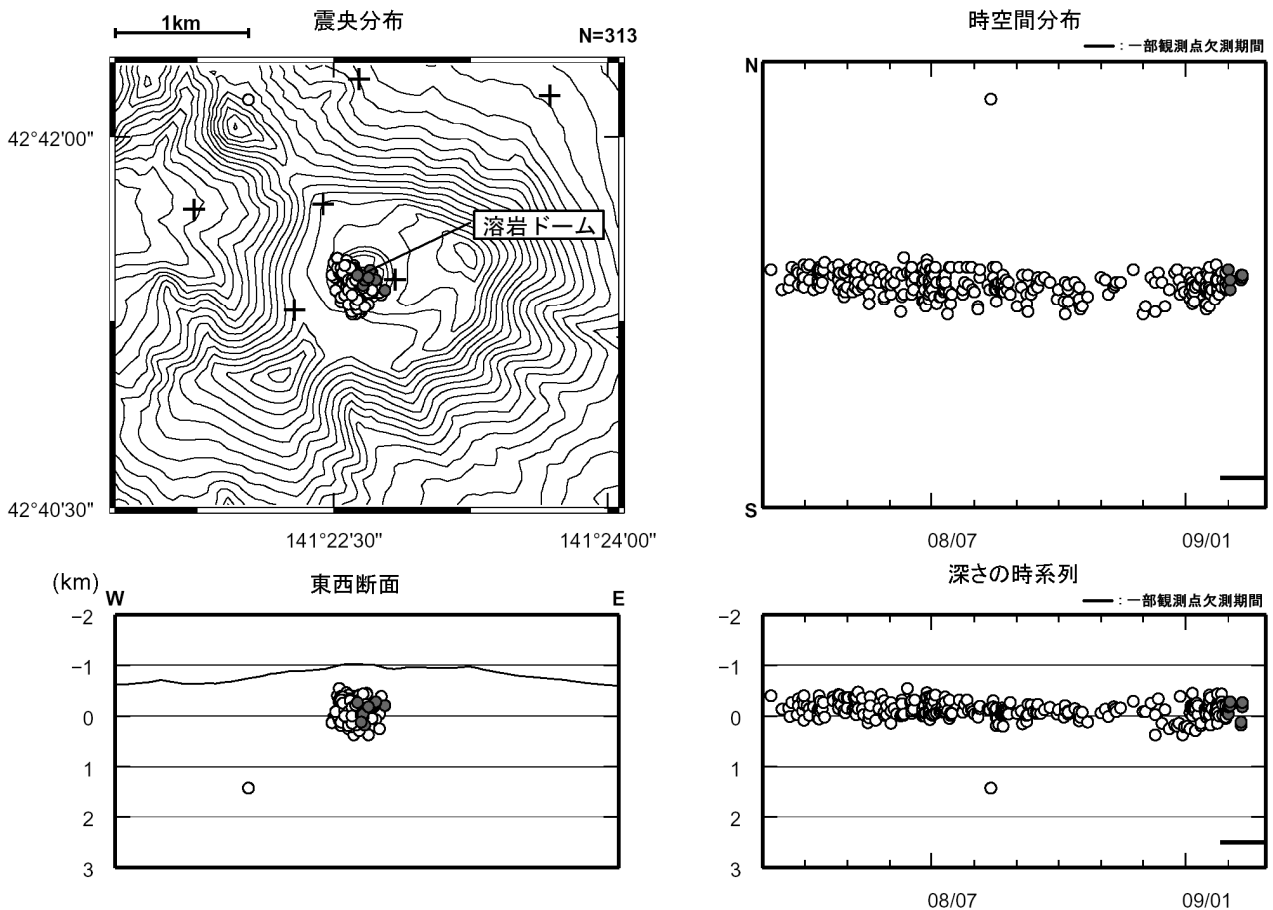 1km
震央分布
N=313
42°42'00"
溶岩ドーム
42°40'30"
141°22'30"
141°24'00"
時空間分布
━━ : 一部観測点欠測期間
N
S
08/07
09/01
東西断面
(km)
W
E
−2
−1
0
1
2
3
深さの時系列
━━ : 一部観測点欠測期間
−2
−1
0
1
2
3
08/07
09/01